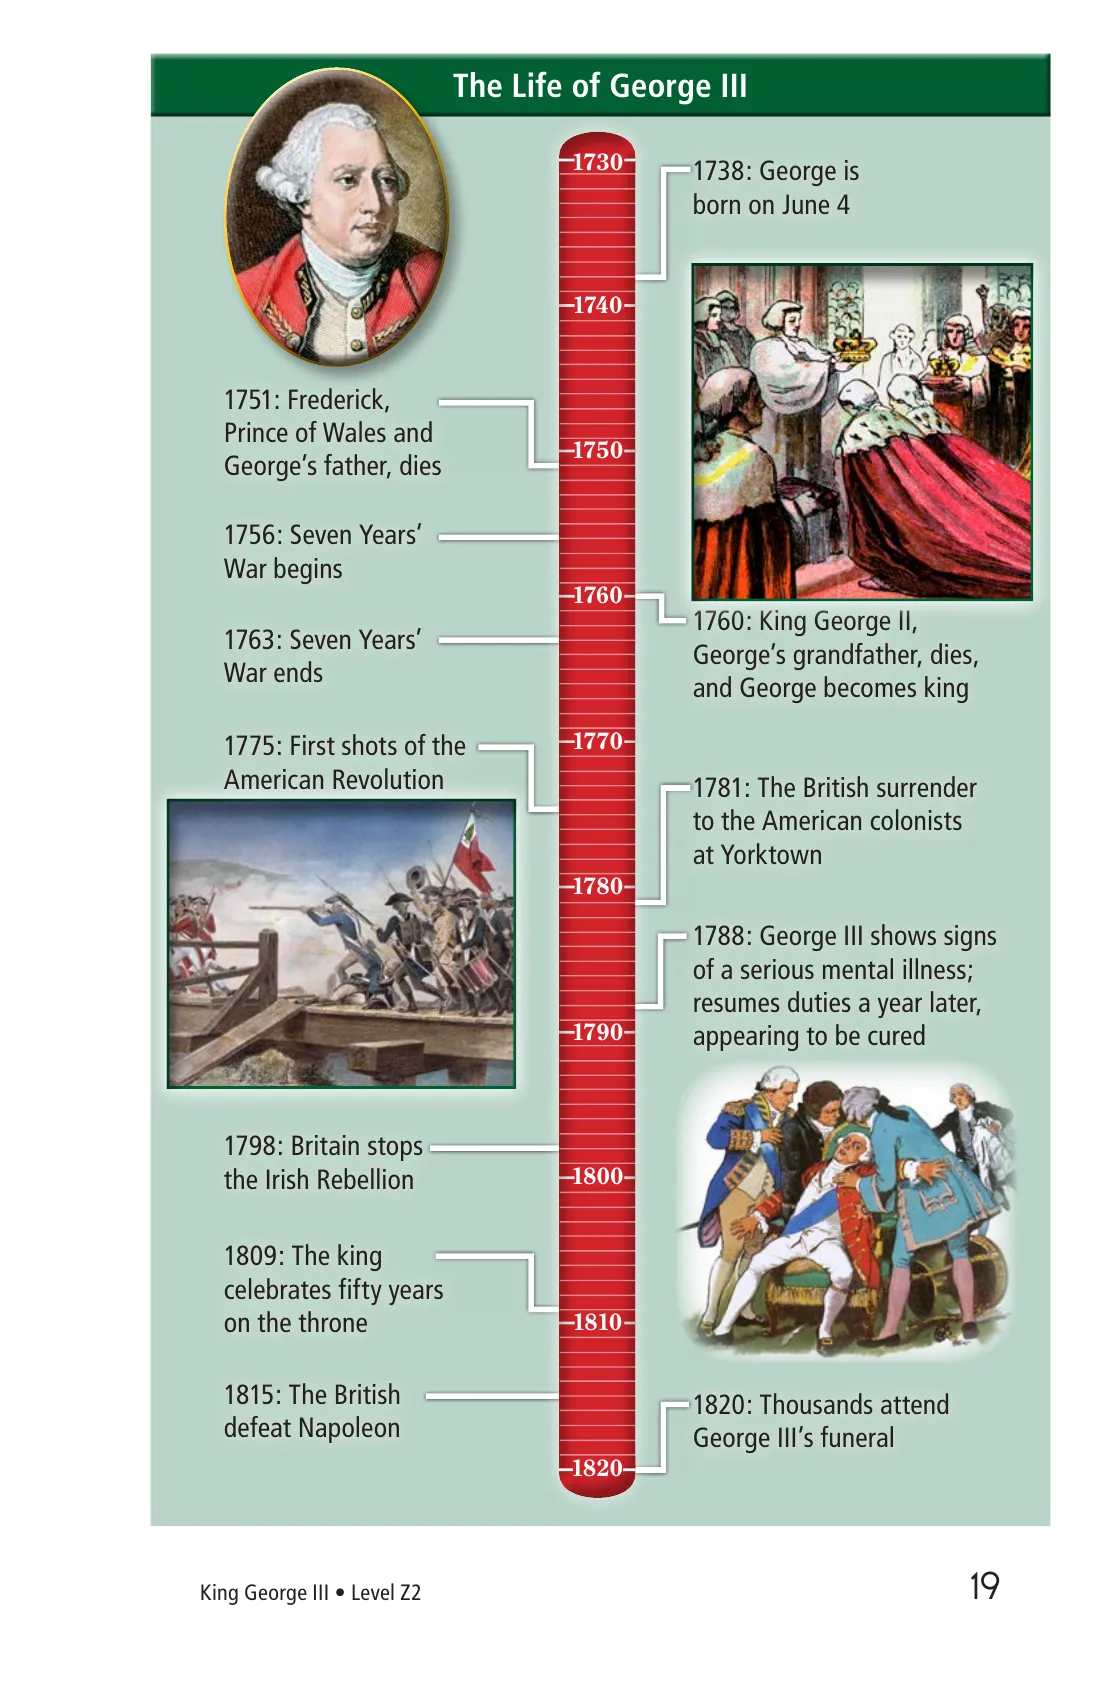 The Life of George III
1730
1740
1750
1760
1770
1780
1790
1800
1810
1820
1738: George is
born on June 4
1751: Frederick,
Prince of Wales and
George’s father, dies
1756: Seven Years’
War begins
1760: King George II,
George’s grandfather, dies,
and George becomes king
1763: Seven Years’
War ends
1775: First shots of the
American Revolution
1781: The British surrender
to the American colonists
at Yorktown
1788: George III shows signs
of a serious mental illness;
resumes duties a year later,
appearing to be cured
1798: Britain stops
the Irish Rebellion
1809: The king
celebrates fifty years
on the throne
1815: The British
defeat Napoleon
1820: Thousands attend
George III’s funeral
King George III • Level Z2
19